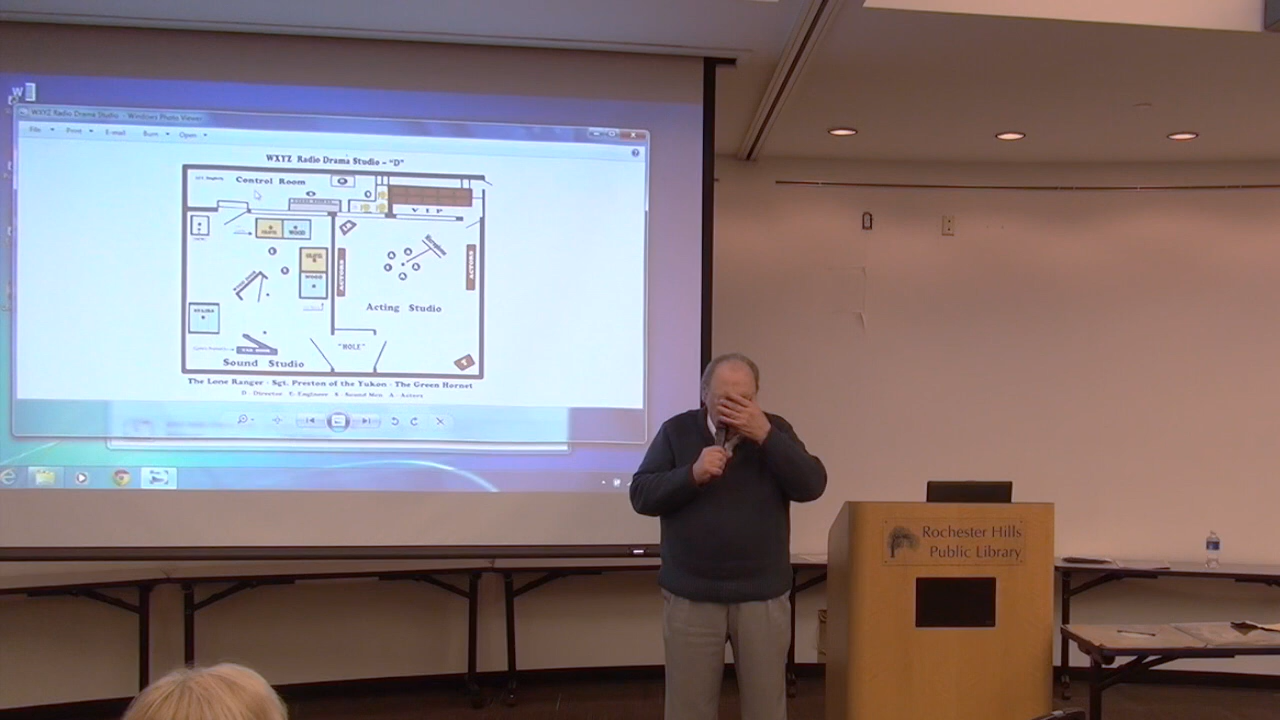 W
WXYZ Radio Drama Studio - Windows Photo Viewer
File Print E-mail Burn Open
WXYZ Radio Drama Studio - "D"
Control Room
VIP
WOOD
ACTORS
ACTORS
WOOD
Acting Studio
"HOLE"
Sound Studio
The Lone Ranger - Sgt. Preston of the Yukon - The Green Hornet
D - Director E - Engineer S - Sound Men A - Actors
Rochester Hills
Public Library